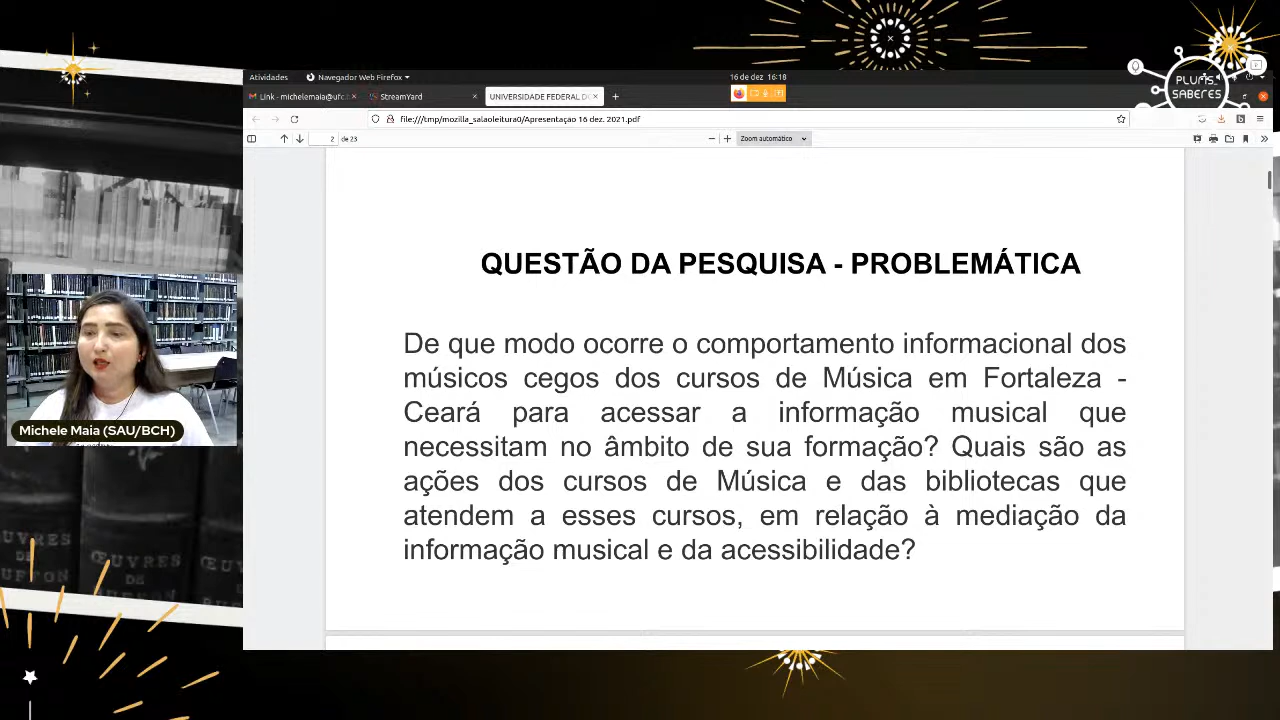 Atividades
Navegador Web Firefox
16 de dez 16:18
PLURIS
SABERES
StreamYard
UNIVERSIDADE FEDERAL D
file:///tmp/mozilla_salaoleitura0/Apresentação 16 dez. 2021.pdf
2 de 23
Zoom automático
QUESTÃO DA PESQUISA - PROBLEMÁTICA
De que modo ocorre o comportamento informacional dos
músicos cegos dos cursos de Música em Fortaleza -
Ceará para acessar a informação musical que
necessitam no âmbito de sua formação? Quais são as
ações dos cursos de Música e das bibliotecas que
atendem a esses cursos, em relação à mediação da
informação musical e da acessibilidade?
Michele Maia (SAU/BCH)
ŒUVRES
DE